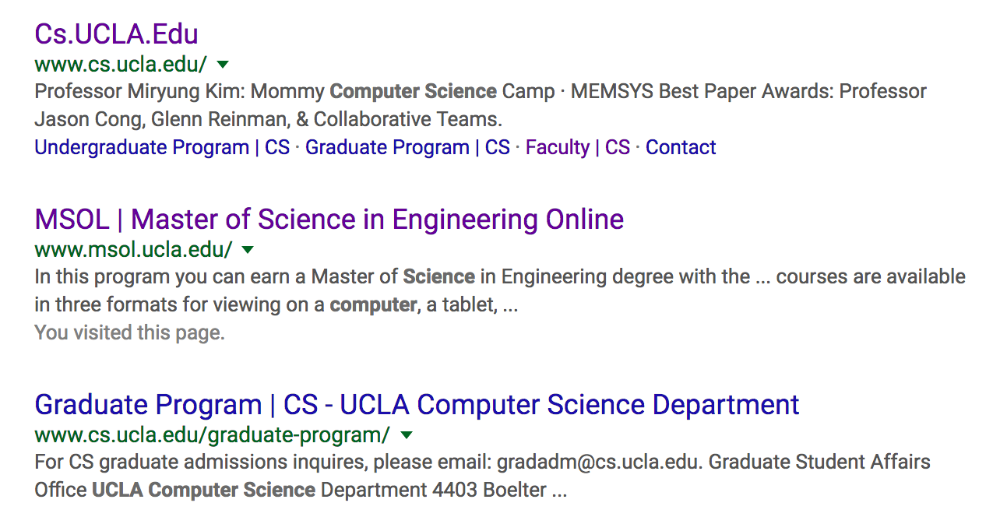 Cs.UCLA.Edu
www.cs.ucla.edu/
Professor Miryung Kim: Mommy Computer Science Camp · MEMSYS Best Paper Awards: Professor
Jason Cong, Glenn Reinman, & Collaborative Teams.
Undergraduate Program | CS · Graduate Program | CS · Faculty | CS · Contact
MSOL | Master of Science in Engineering Online
www.msol.ucla.edu/
In this program you can earn a Master of Science in Engineering degree with the ... courses are available
in three formats for viewing on a computer, a tablet, ...
You visited this page.
Graduate Program | CS - UCLA Computer Science Department
www.cs.ucla.edu/graduate-program/
For CS graduate admissions inquires, please email: gradadm@cs.ucla.edu. Graduate Student Affairs
Office UCLA Computer Science Department 4403 Boelter ...